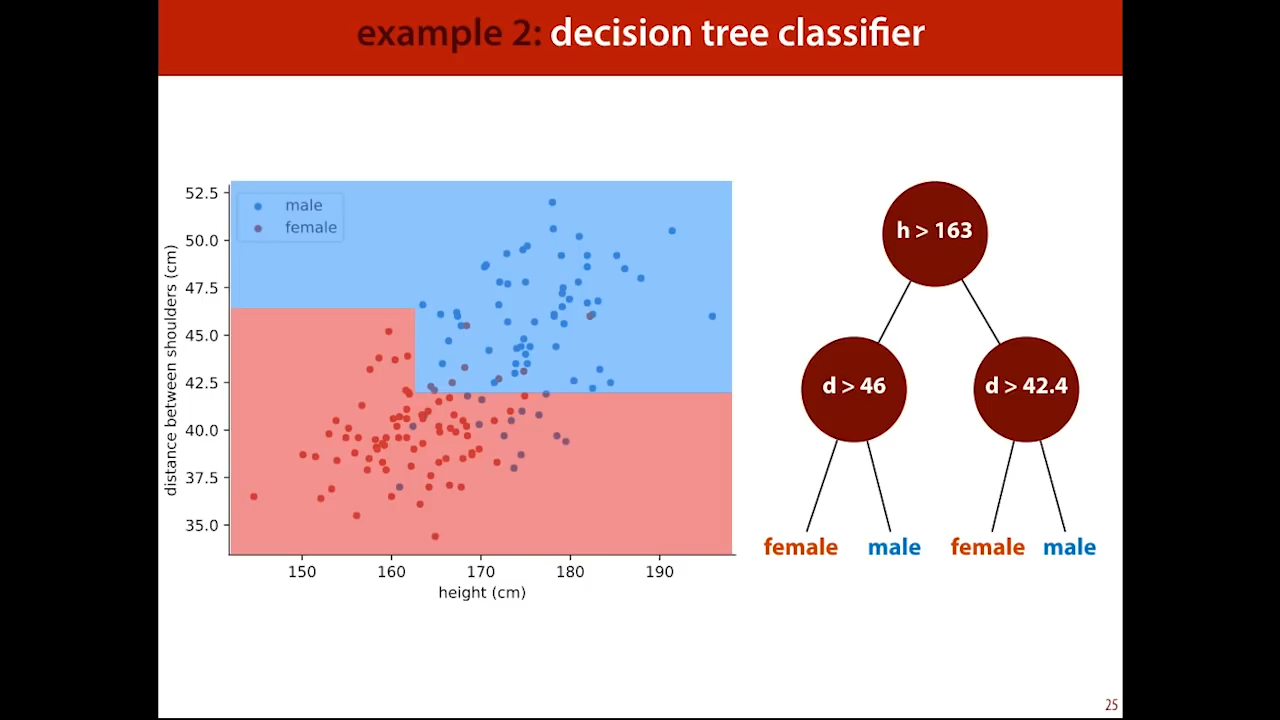 example 2: decision tree classifier
52.5
50.0
47.5
45.0
42.5
40.0
37.5
35.0
distance between shoulders (cm)
male
female
150 160 170 180 190
height (cm)
h > 163
d > 46 d > 42.4
female male female male
25